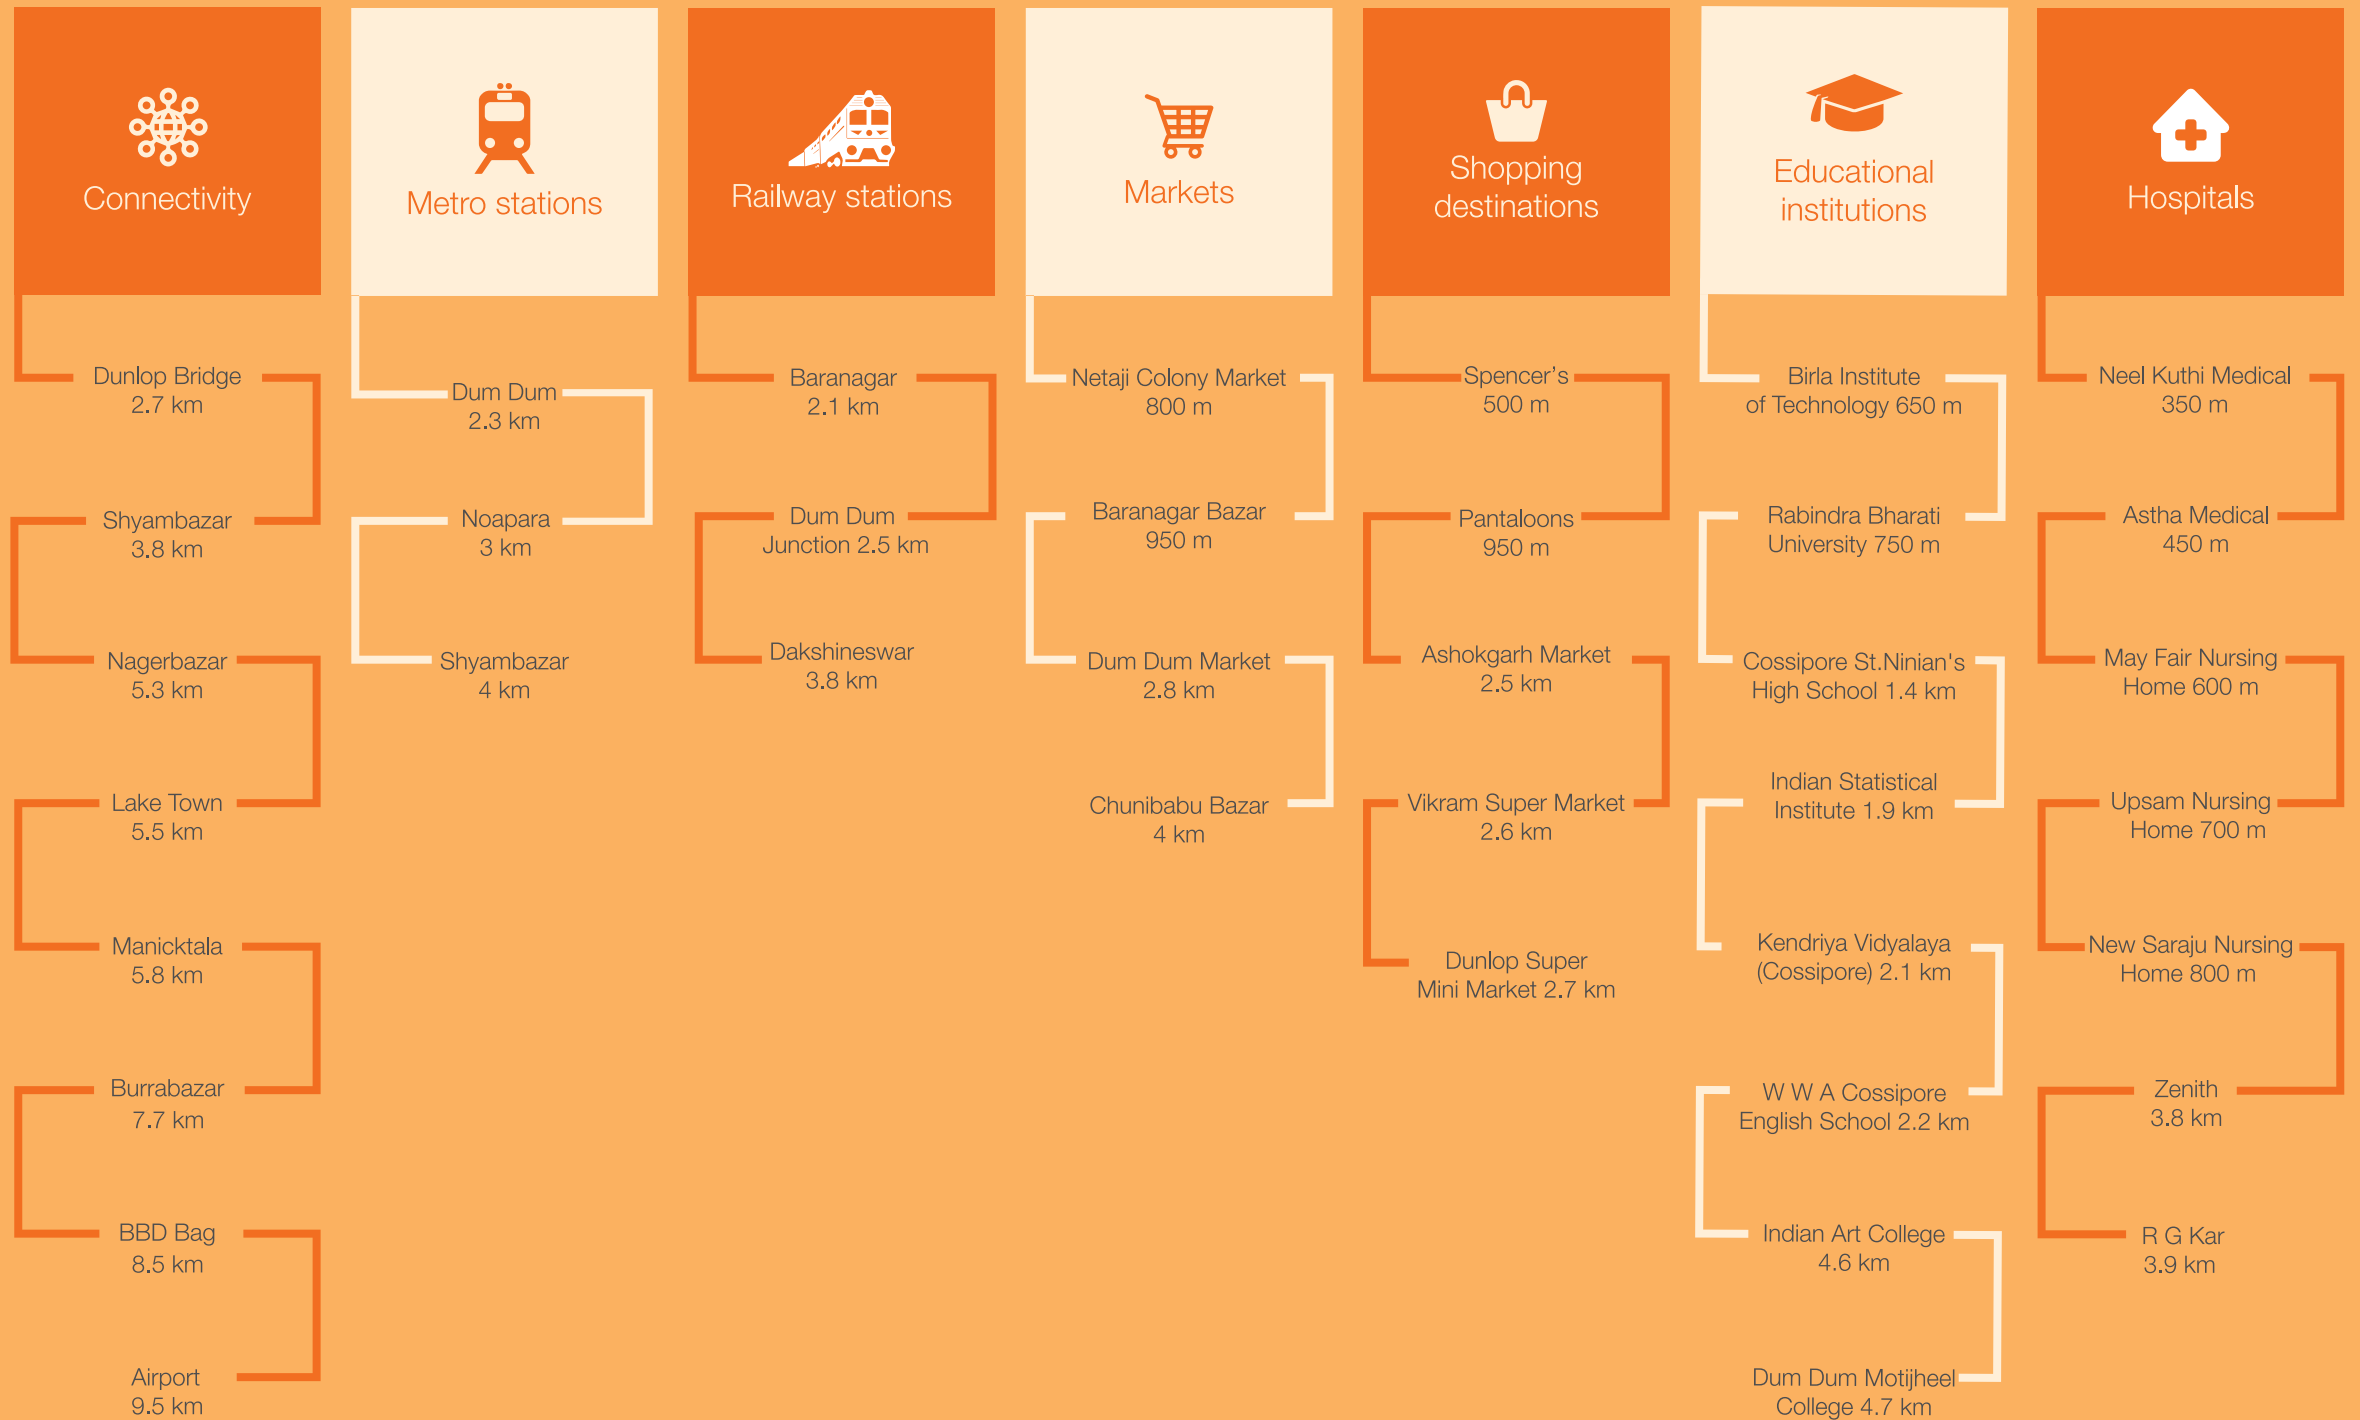 Connectivity
Dunlop Bridge
2.7 km
Shyambazar
3.8 km
Nagerbazar
5.3 km
Lake Town
5.5 km
Manicktala
5.8 km
Burrabazar
7.7 km
BBD Bag
8.5 km
Airport
9.5 km
Metro stations
Dum Dum
2.3 km
Noapara
3 km
Shyambazar
4 km
Railway stations
Baranagar
2.1 km
Dum Dum
Junction 2.5 km
Dakshineswar
3.8 km
Markets
Netaji Colony Market
800 m
Baranagar Bazar
950 m
Dum Dum Market
2.8 km
Chunibabu Bazar
4 km
Shopping
destinations
Spencer’s
500 m
Pantaloons
950 m
Ashokgarh Market
2.5 km
Vikram Super Market
2.6 km
Dunlop Super
Mini Market 2.7 km
Educational
institutions
Birla Institute
of Technology 650 m
Rabindra Bharati
University 750 m
Cossipore St.Ninian's
High School 1.4 km
Indian Statistical
Institute 1.9 km
Kendriya Vidyalaya
(Cossipore) 2.1 km
W W A Cossipore
English School 2.2 km
Indian Art College
4.6 km
Dum Dum Motijheel
College 4.7 km
Hospitals
Neel Kuthi Medical
350 m
Astha Medical
450 m
May Fair Nursing
Home 600 m
Upsam Nursing
Home 700 m
New Saraju Nursing
Home 800 m
Zenith
3.8 km
R G Kar
3.9 km